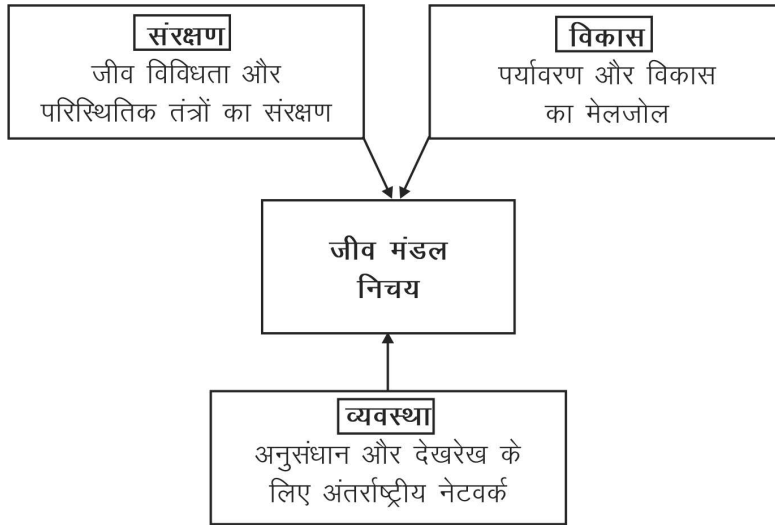 संरक्षण
जीव विविधता और
परिस्थितिक तंत्रों का संरक्षण
विकास
पर्यावरण और विकास
का मेलजोल
जीव मंडल
निचय
व्यवस्था
अनुसंधान और देखरेख के
लिए अंतर्राष्ट्रीय नेटवर्क